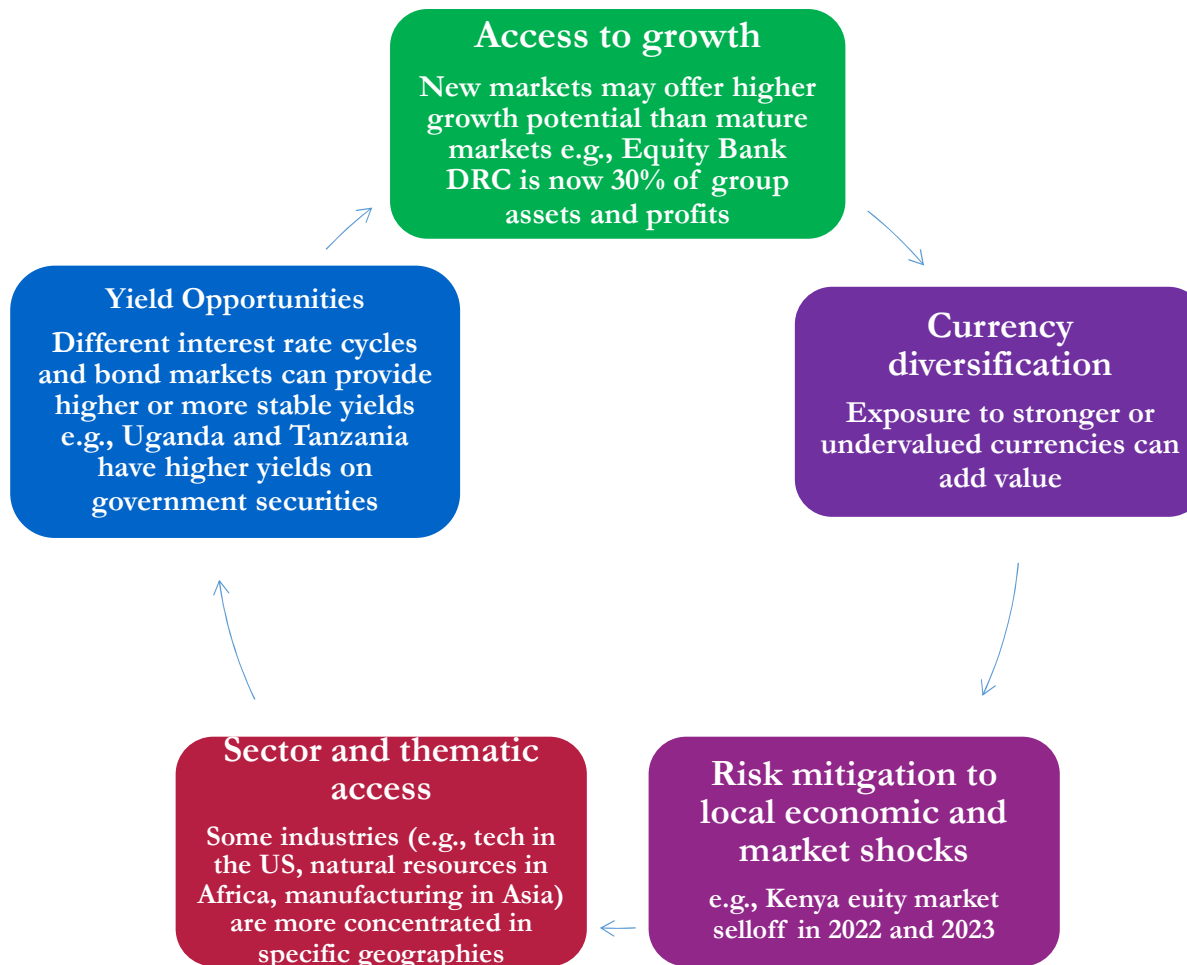 Access to growth
New markets may offer higher
growth potential than mature
markets e.g., Equity Bank
DRC is now 30% of group
assets and profits
Currency
diversification
Exposure to stronger or
undervalued currencies can
add value
Risk mitigation to
local economic and
market shocks
e.g., Kenya euity market
selloff in 2022 and 2023
Sector and thematic
access
Some industries (e.g., tech in
the US, natural resources in
Africa, manufacturing in Asia)
are more concentrated in
specific geographies
Yield Opportunities
Different interest rate cycles
and bond markets can provide
higher or more stable yields
e.g., Uganda and Tanzania
have higher yields on
government securities